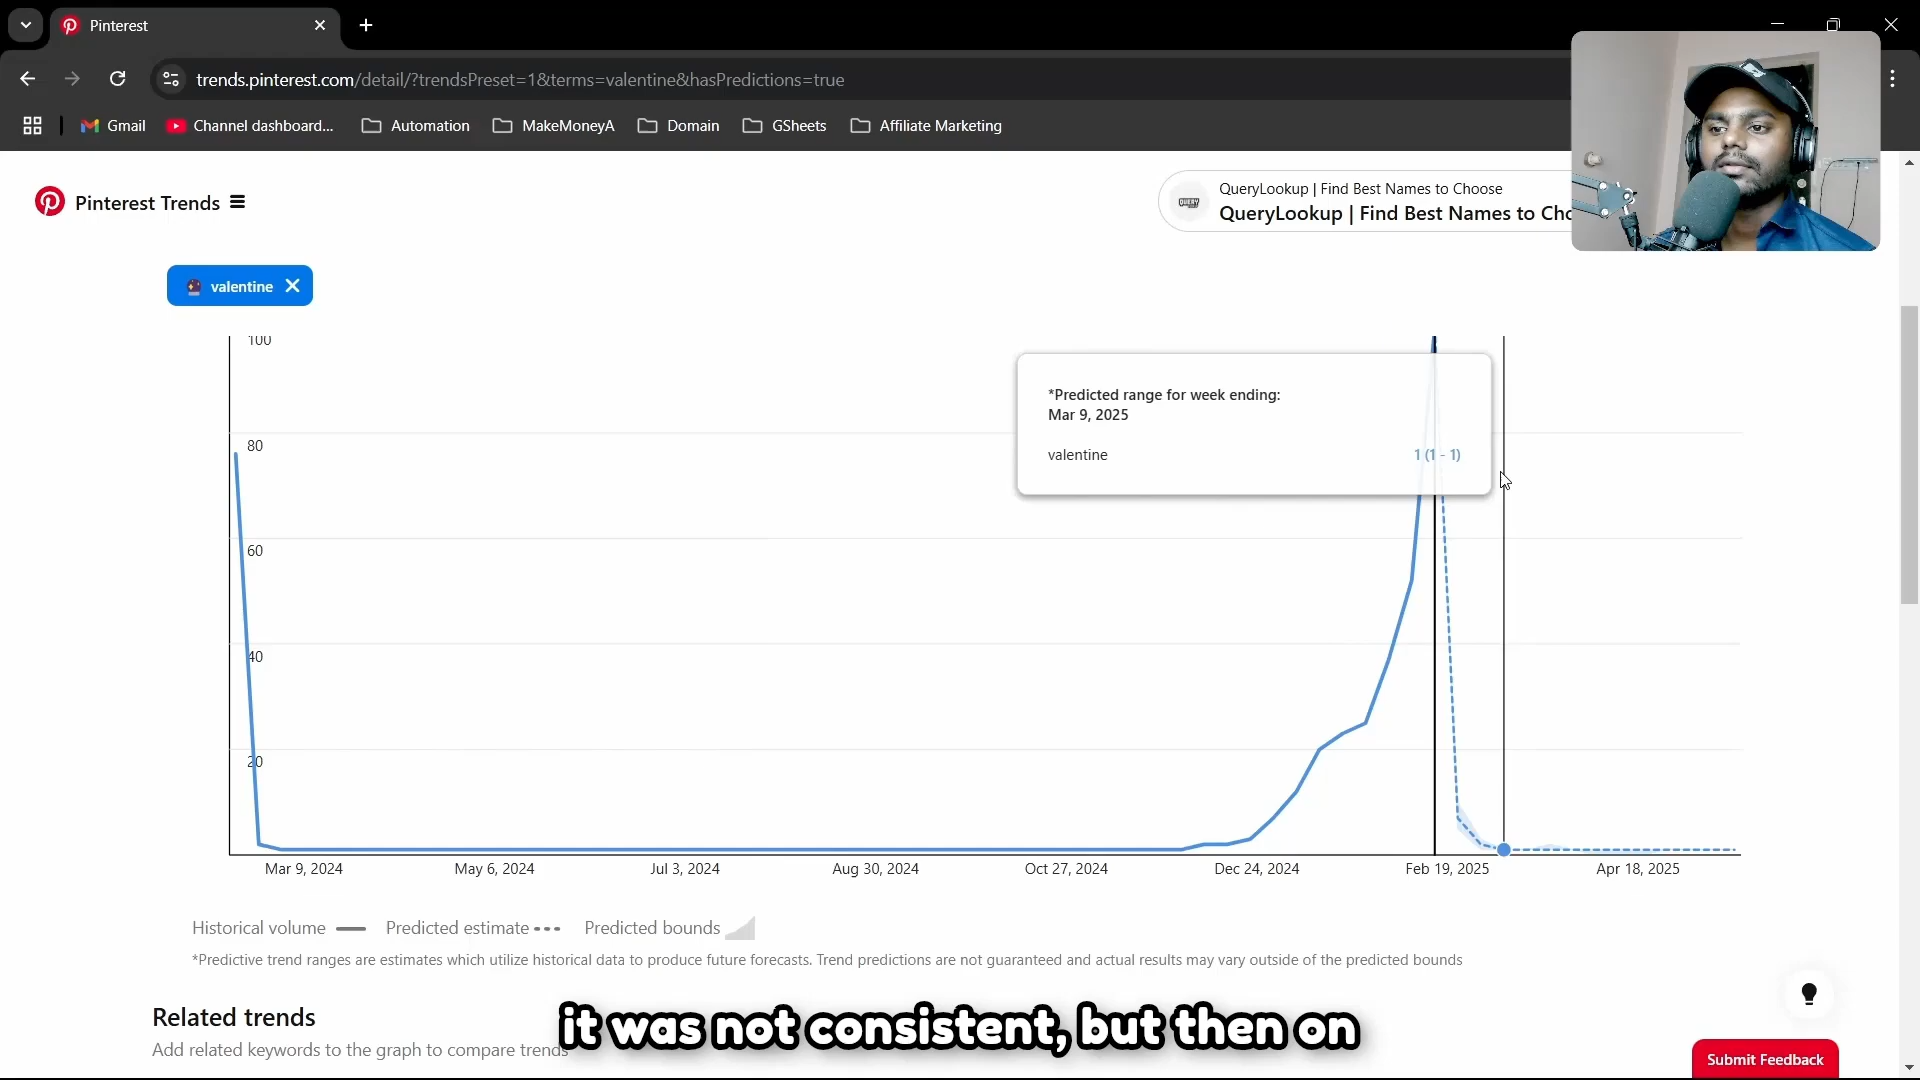 Pinterest
trends.pinterest.com/detail/?trendsPreset=1&terms=valentine&hasPredictions=true
Gmail
Channel dashboard...
Automation
MakeMoneyA
Domain
GSheets
Affiliate Marketing
Pinterest Trends
QueryLookup | Find Best Names to Choose
QueryLookup | Find Best Names to Cho
valentine
100
80
60
40
20
*Predicted range for week ending:
Mar 9, 2025
valentine
1 (1 - 1)
Mar 9, 2024
May 6, 2024
Jul 3, 2024
Aug 30, 2024
Oct 27, 2024
Dec 24, 2024
Feb 19, 2025
Apr 18, 2025
Historical volume
Predicted estimate
Predicted bounds
*Predictive trend ranges are estimates which utilize historical data to produce future forecasts. Trend predictions are not guaranteed and actual results may vary outside of the predicted bounds
Related trends
Add related keywords to the graph to compare trends
it was not consistent, but then on
Submit Feedback